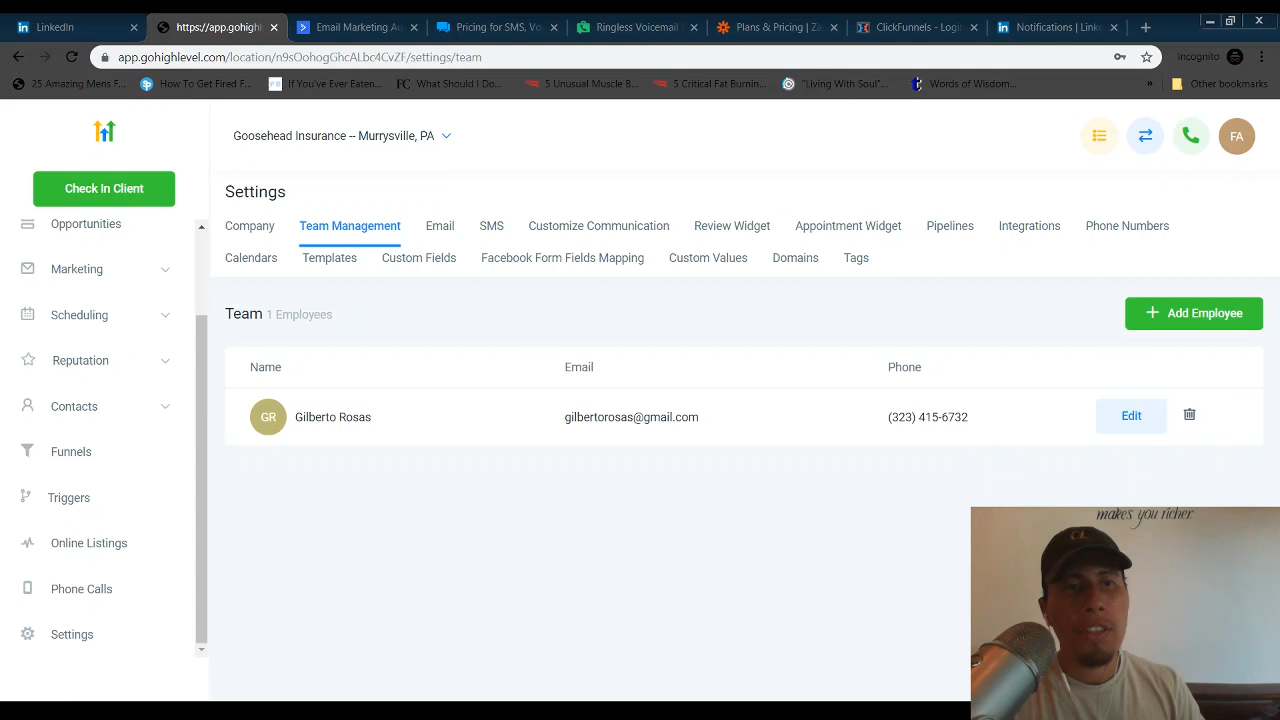 LinkedIn
https://app.gohighl
Email Marketing Au
Pricing for SMS, Vo
Ringless Voicemail
Plans & Pricing | Za
ClickFunnels - Login
Notifications | Linke
app.gohighlevel.com/location/n9sOohogGhcALbc4CvZF/settings/team
Incognito
25 Amazing Mens F...
How To Get Fired F...
If You've Ever Eaten...
What Should I Do...
5 Unusual Muscle B...
5 Critical Fat Burnin...
"Living With Soul"...
Words of Wisdom...
»
Other bookmarks
Goosehead Insurance -- Murrysville, PA
FA
Check In Client
Opportunities
Marketing
Scheduling
Reputation
Contacts
Funnels
Triggers
Online Listings
Phone Calls
Settings
Settings
Company
Team Management
Email
SMS
Customize Communication
Review Widget
Appointment Widget
Pipelines
Integrations
Phone Numbers
Calendars
Templates
Custom Fields
Facebook Form Fields Mapping
Custom Values
Domains
Tags
Team 1 Employees
+ Add Employee
Name Email Phone
GR Gilberto Rosas gilbertorosas@gmail.com (323) 415-6732 Edit
makes you richer.